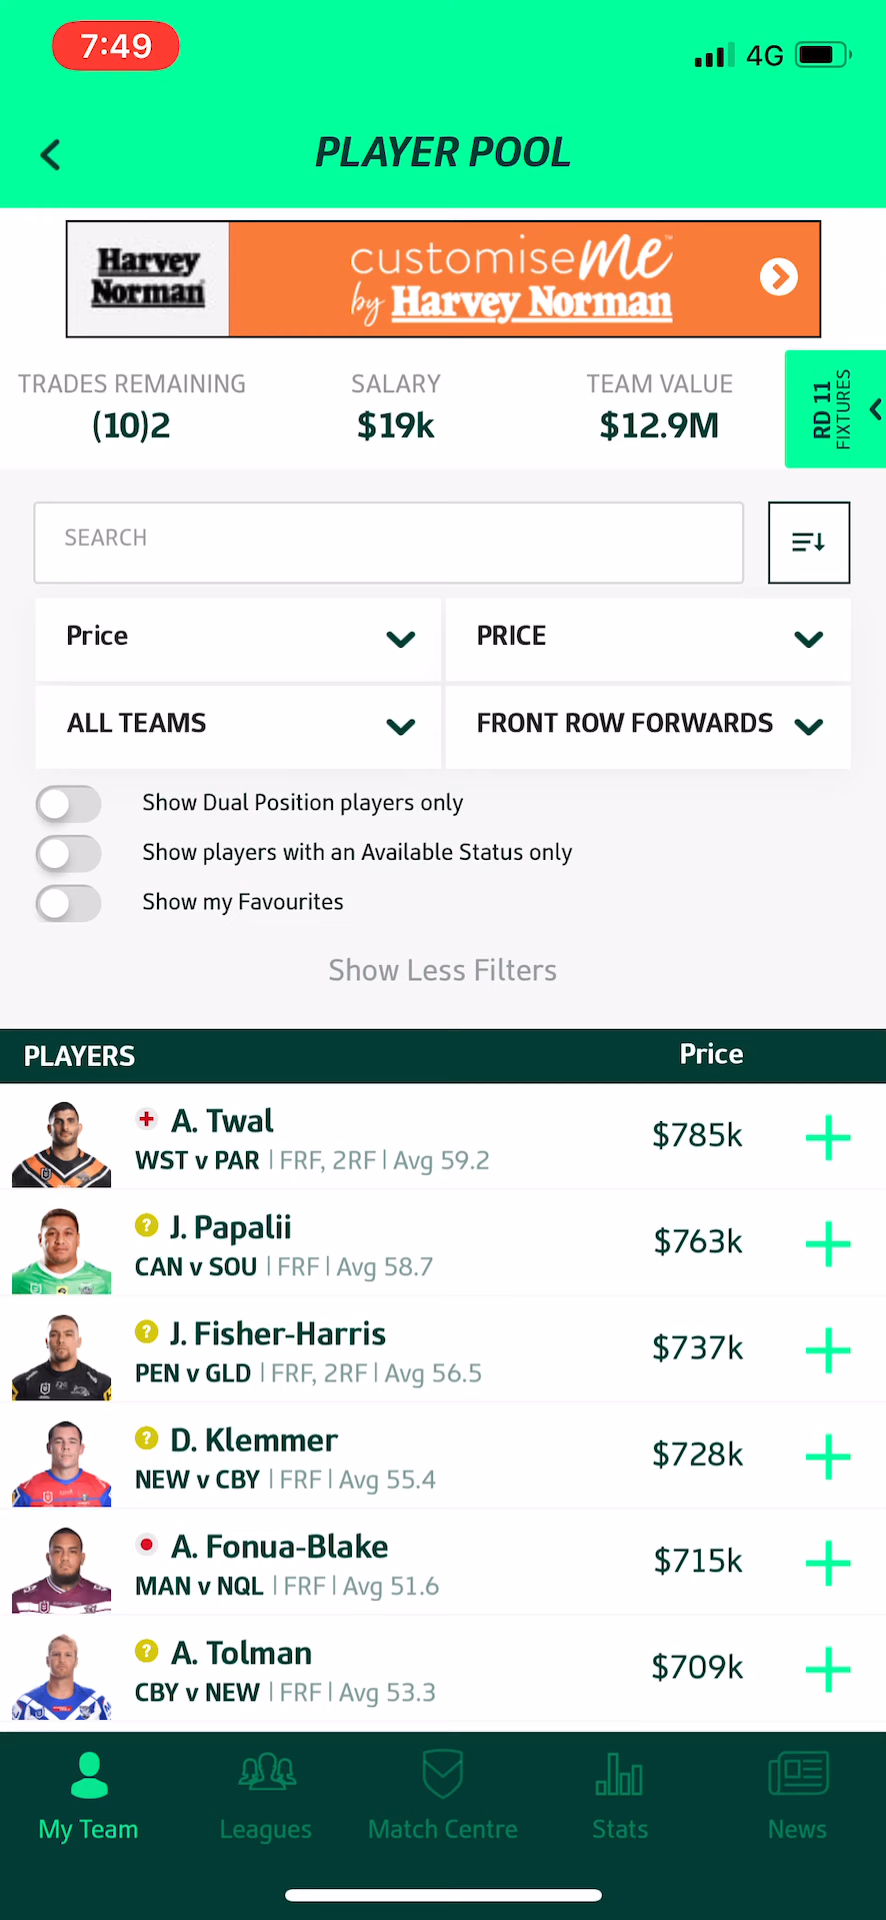 7:49
4G
PLAYER POOL
Harvey
Norman
customiseMe™
by Harvey Norman
TRADES REMAINING
(10)2
SALARY
$19k
TEAM VALUE
$12.9M
RD 11
FIXTURES
SEARCH
Price
PRICE
ALL TEAMS
FRONT ROW FORWARDS
Show Dual Position players only
Show players with an Available Status only
Show my Favourites
Show Less Filters
PLAYERS
Price
A. Twal
WST v PAR | FRF, 2RF | Avg 59.2
$785k
? J. Papalii
CAN v SOU | FRF | Avg 58.7
$763k
? J. Fisher-Harris
PEN v GLD | FRF, 2RF | Avg 56.5
$737k
? D. Klemmer
NEW v CBY | FRF | Avg 55.4
$728k
A. Fonua-Blake
MAN v NQL | FRF | Avg 51.6
$715k
? A. Tolman
CBY v NEW | FRF | Avg 53.3
$709k
My Team
Leagues
Match Centre
Stats
News